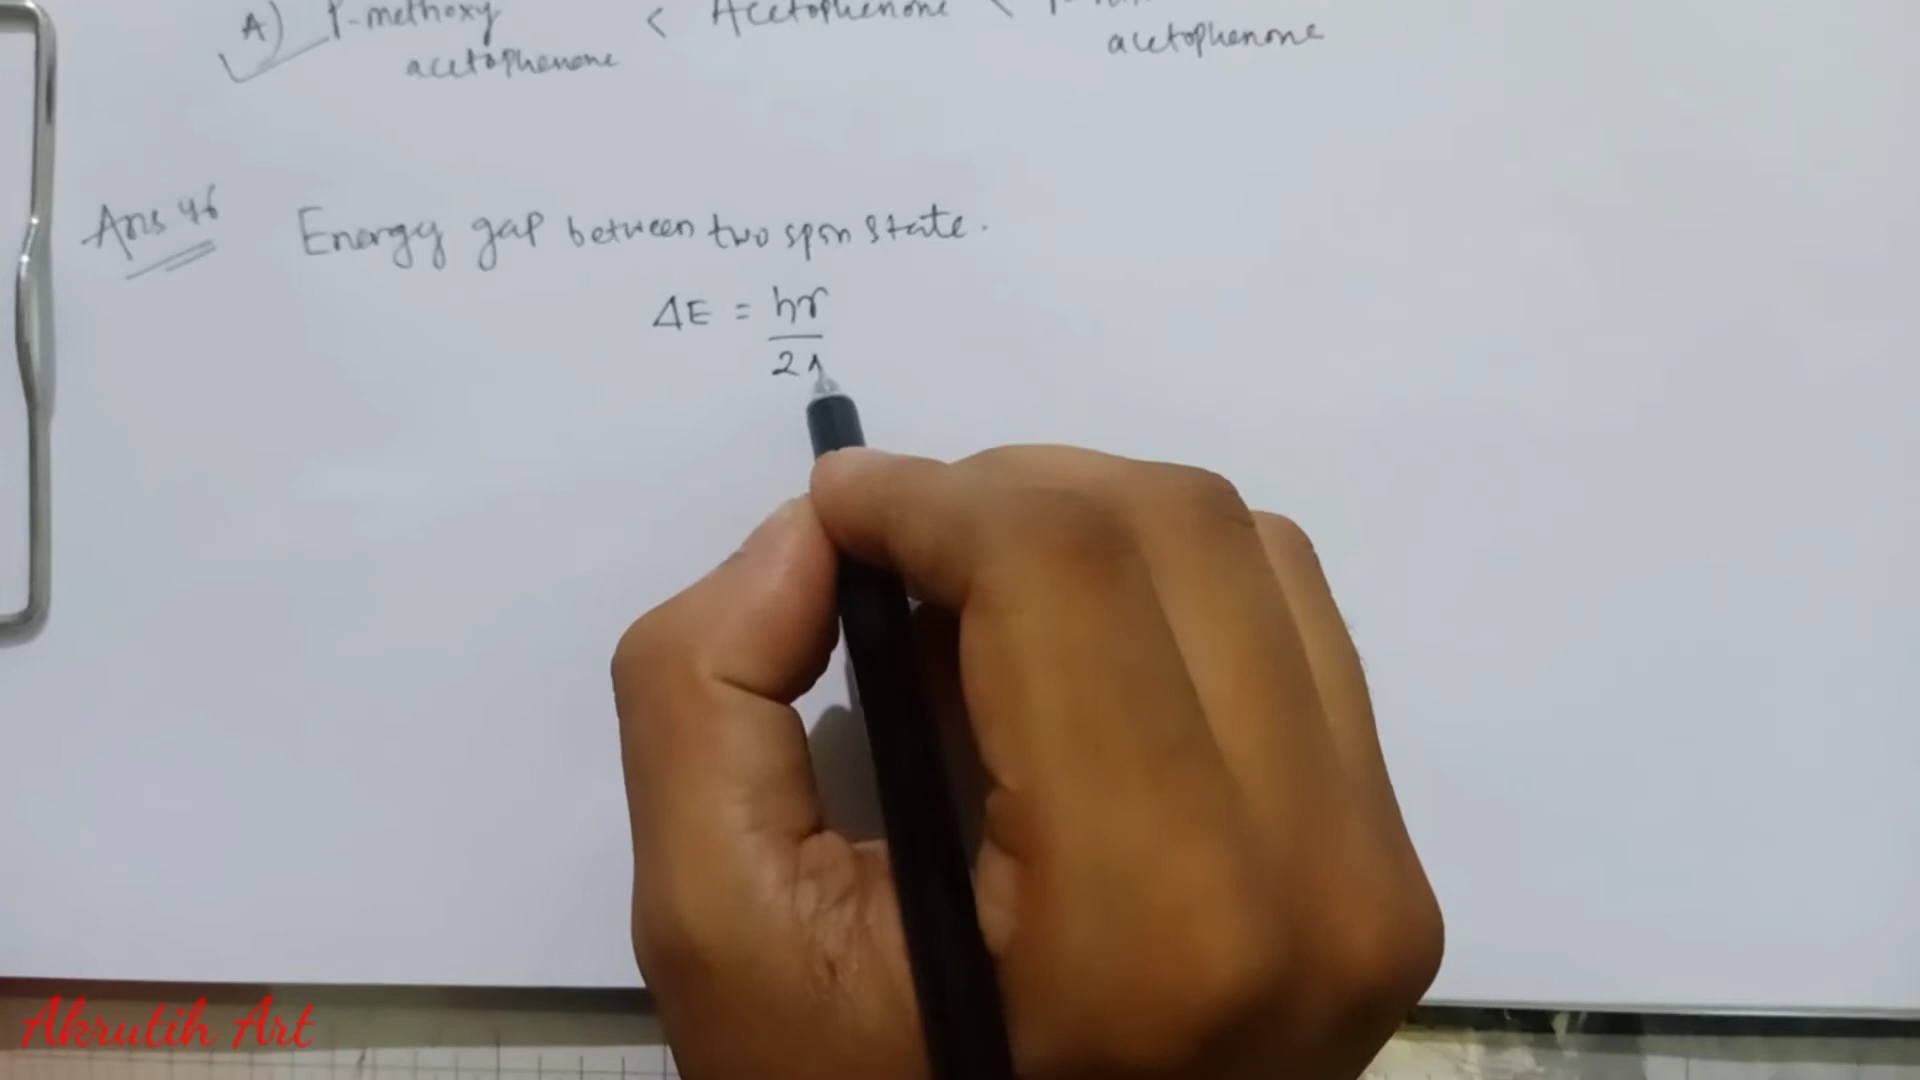 A) P-methoxy < Acetophenone <
acetophenone acetophenone
Ans 46 Energy gap between two spin state.
ΔE = hγ
2
Akrutih Art